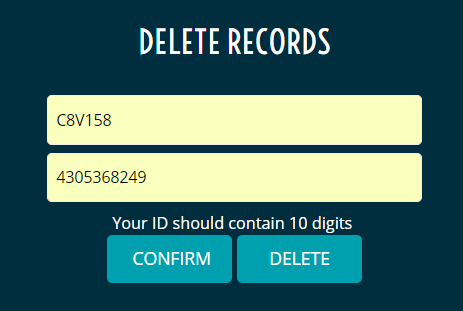 DELETE RECORDS
C8V158
4305368249
Your ID should contain 10 digits
CONFIRM DELETE